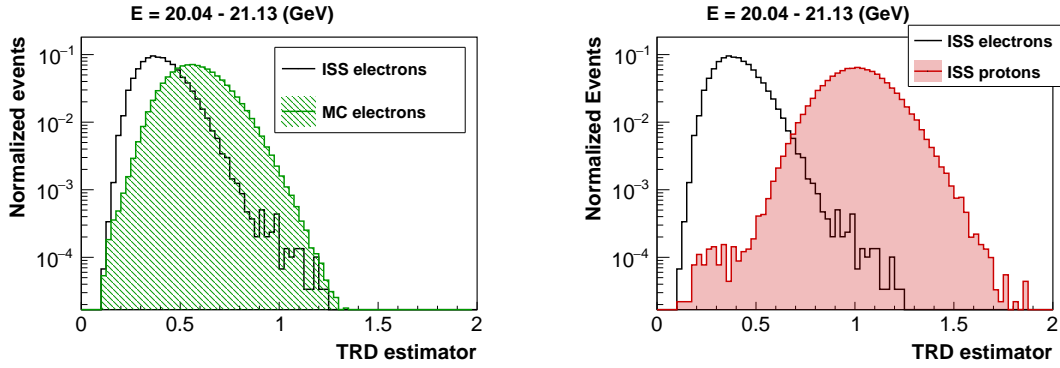 E = 20.04 - 21.13 (GeV)
Normalized events
10⁻¹
10⁻²
10⁻³
10⁻⁴
ISS electrons
MC electrons
0 0.5 1 1.5 2
TRD estimator
E = 20.04 - 21.13 (GeV)
Normalized Events
10⁻¹
10⁻²
10⁻³
10⁻⁴
ISS electrons
ISS protons
0 0.5 1 1.5 2
TRD estimator